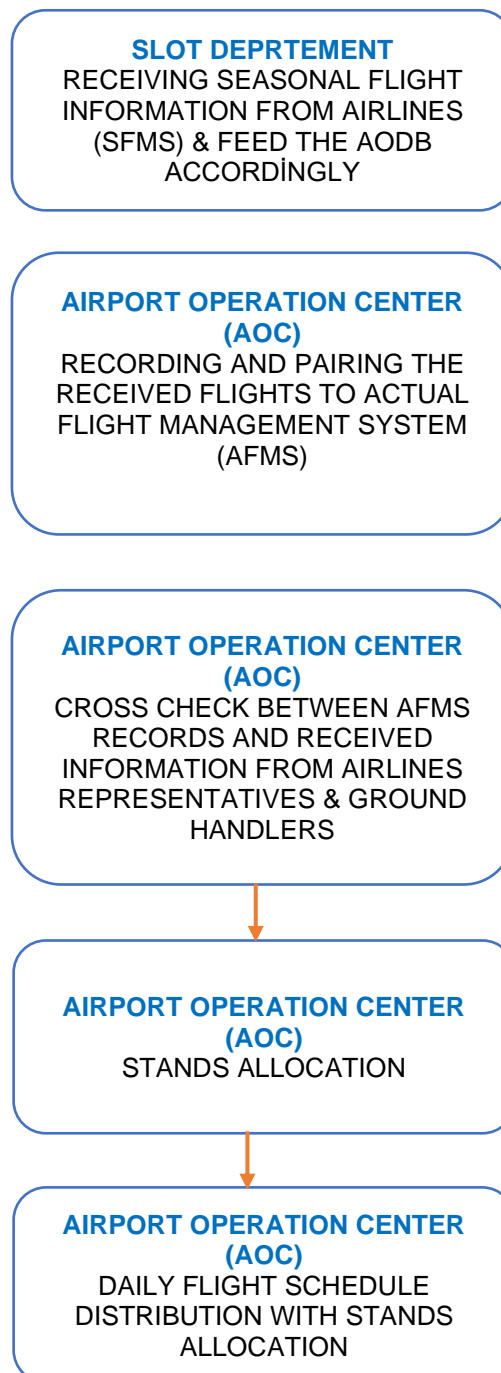 SLOT DEPRTEMENT
RECEIVING SEASONAL FLIGHT
INFORMATION FROM AIRLINES
(SFMS) & FEED THE AODB
ACCORDİNGLY
AIRPORT OPERATION CENTER
(AOC)
RECORDING AND PAIRING THE
RECEIVED FLIGHTS TO ACTUAL
FLIGHT MANAGEMENT SYSTEM
(AFMS)
AIRPORT OPERATION CENTER
(AOC)
CROSS CHECK BETWEEN AFMS
RECORDS AND RECEIVED
INFORMATION FROM AIRLINES
REPRESENTATIVES & GROUND
HANDLERS
AIRPORT OPERATION CENTER
(AOC)
STANDS ALLOCATION
AIRPORT OPERATION CENTER
(AOC)
DAILY FLIGHT SCHEDULE
DISTRIBUTION WITH STANDS
ALLOCATION